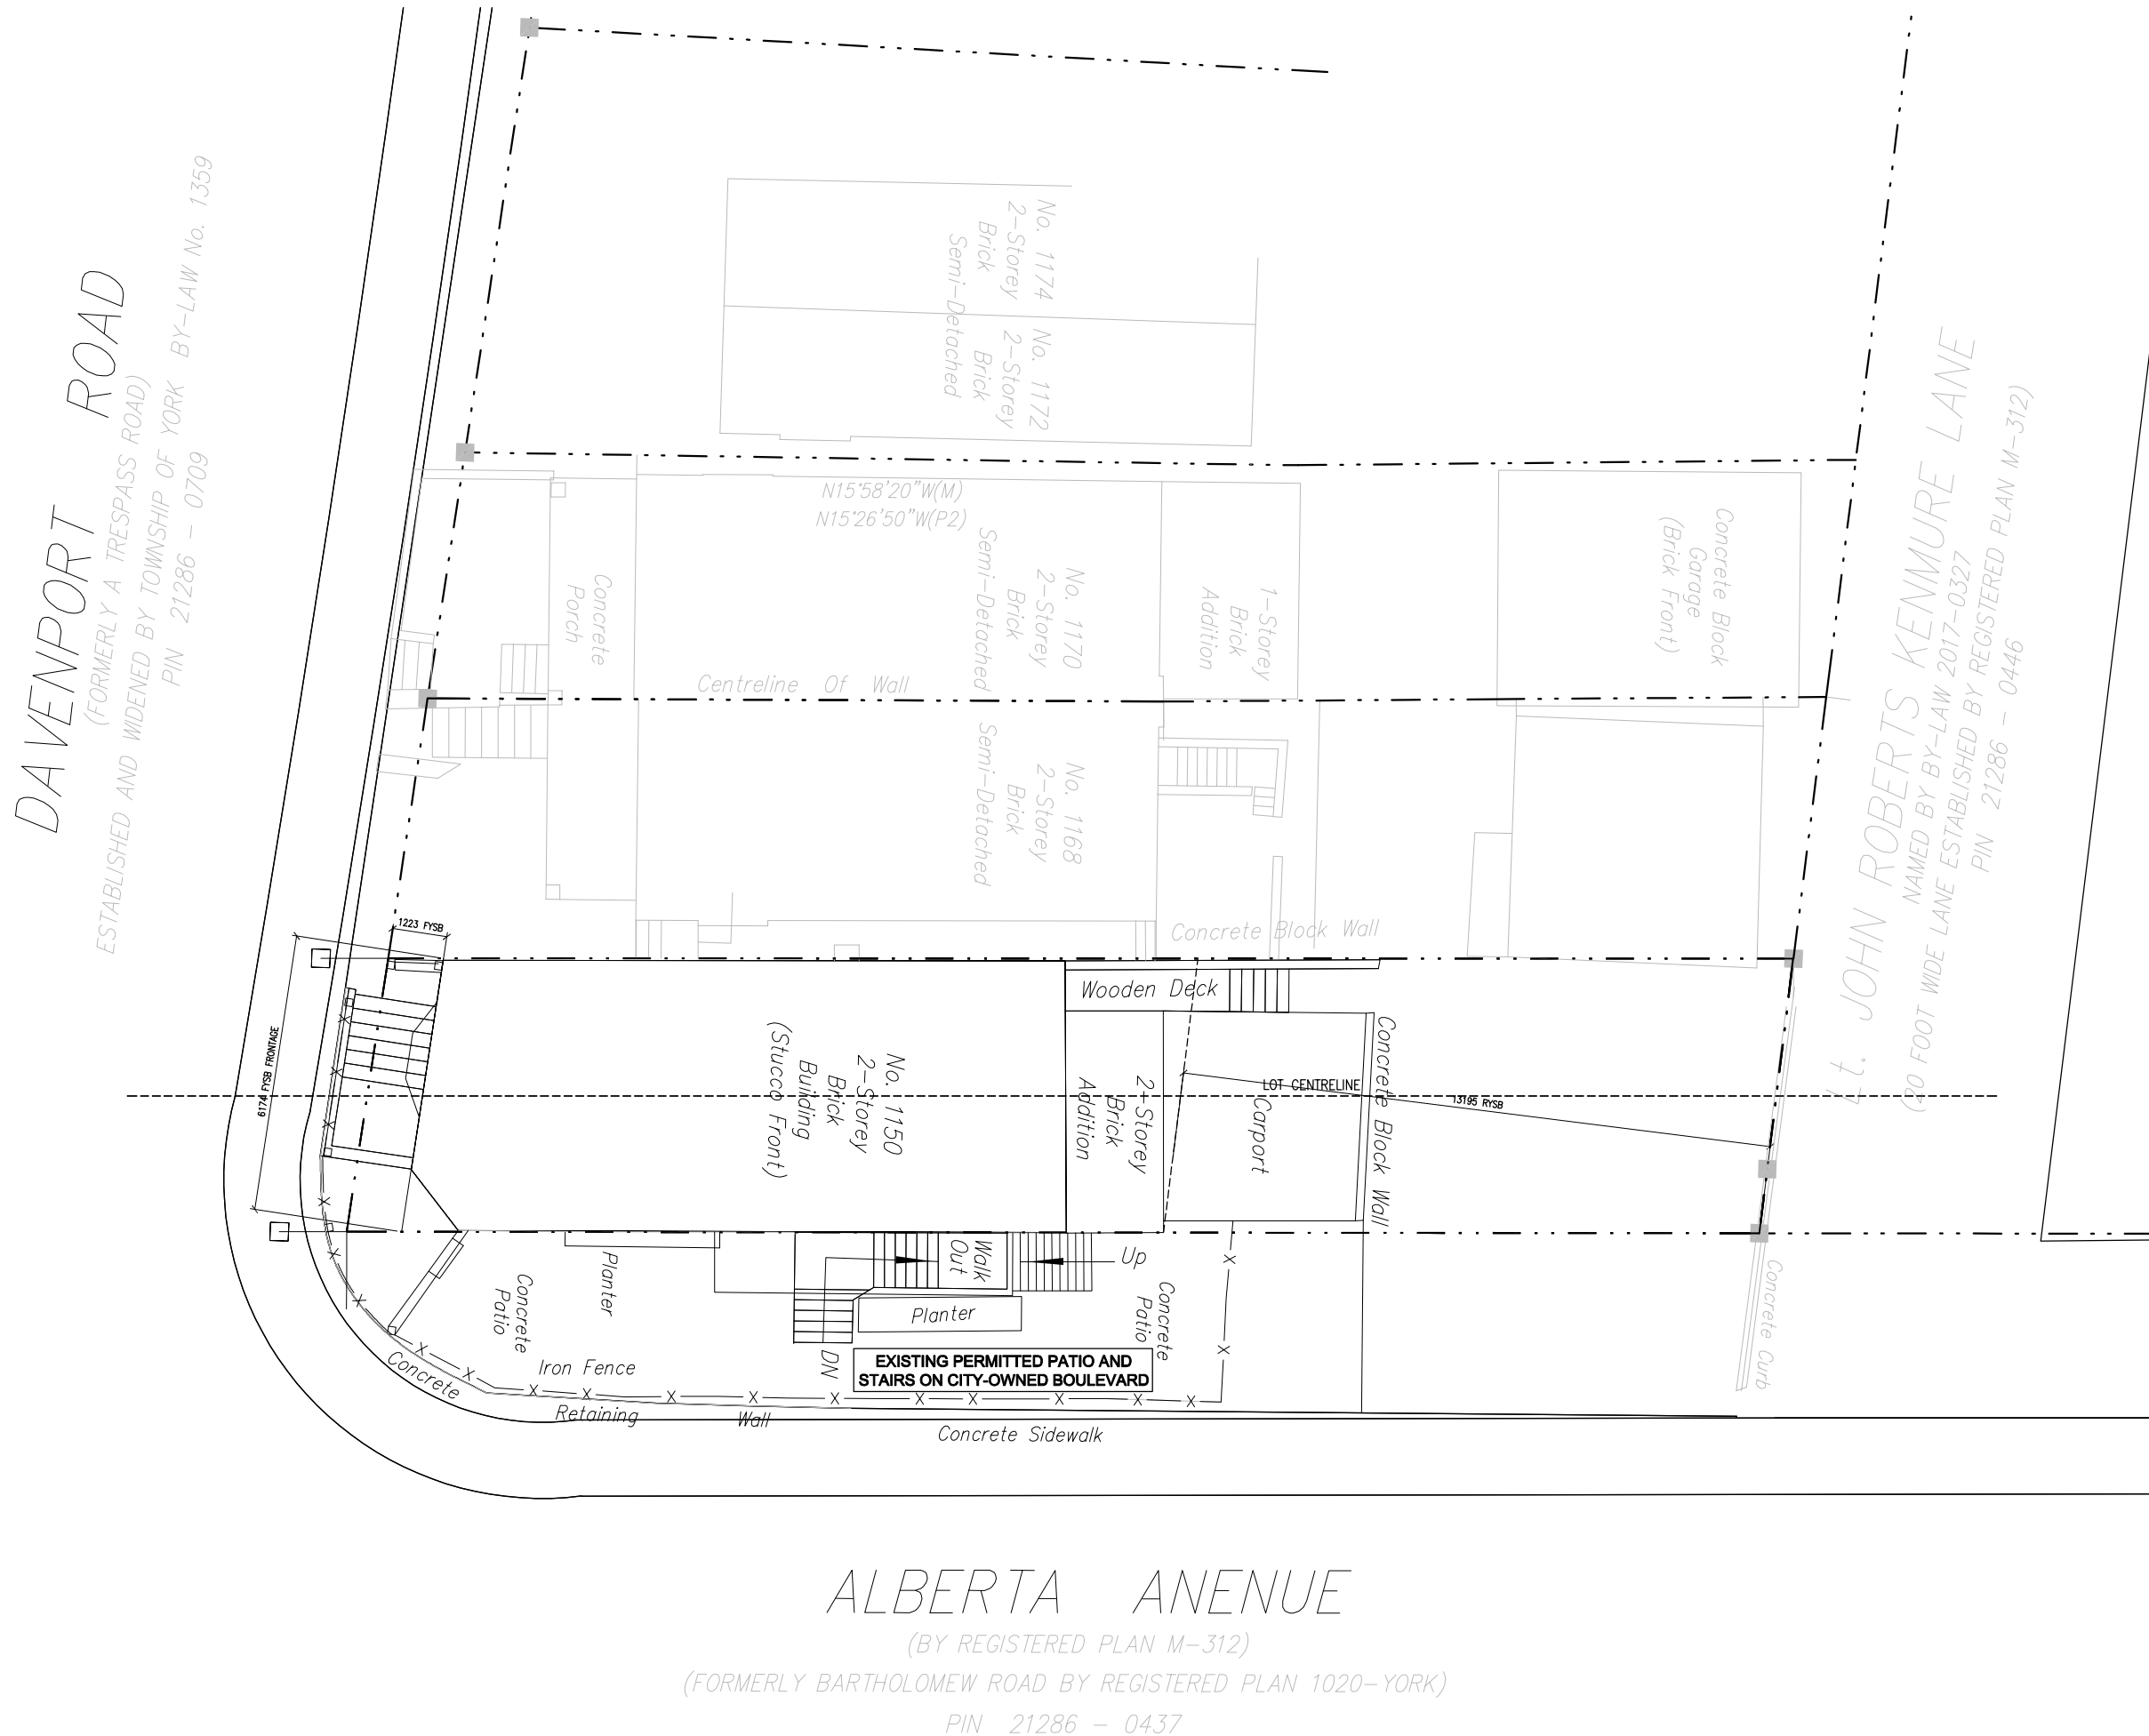 DAVENPORT ROAD
(FORMERLY A TRESPASS ROAD)
ESTABLISHED AND WIDENED BY TOWNSHIP OF YORK BY-LAW No. 1359
PIN 21286 - 0709
No. 1174
2-Storey
Brick
Semi-Detached
No. 1172
2-Storey
Brick
Semi-Detached
N15°58'20"W(M)
N15°26'50"W(P2)
Concrete
Porch
No. 1170
2-Storey
Brick
Semi-Detached
1-Storey
Brick
Addition
Concrete Block
Garage
(Brick Front)
Centreline Of Wall
No. 1168
2-Storey
Brick
Semi-Detached
Lt. JOHN ROBERTS KENMURE LANE
NAMED BY BY-LAW 2017-0327
(20 FOOT WIDE LANE ESTABLISHED BY REGISTERED PLAN M-312)
PIN 21286 - 0446
1223 FYSB
6174 FYSB FRONTAGE
Concrete Block Wall
Wooden Deck
No. 1150
2-Storey
Brick
Building
(Stucco Front)
2-Storey
Brick
Addition
Carport
Concrete Block Wall
LOT CENTRELINE
13195 RYSB
Planter
Concrete
Patio
Walk
Out
Up
Planter
DN
Concrete
Patio
Concrete Curb
Iron Fence
EXISTING PERMITTED PATIO AND
STAIRS ON CITY-OWNED BOULEVARD
Concrete Retaining Wall
Concrete Sidewalk
ALBERTA ANENUE
(BY REGISTERED PLAN M-312)
(FORMERLY BARTHOLOMEW ROAD BY REGISTERED PLAN 1020-YORK)
PIN 21286 - 0437